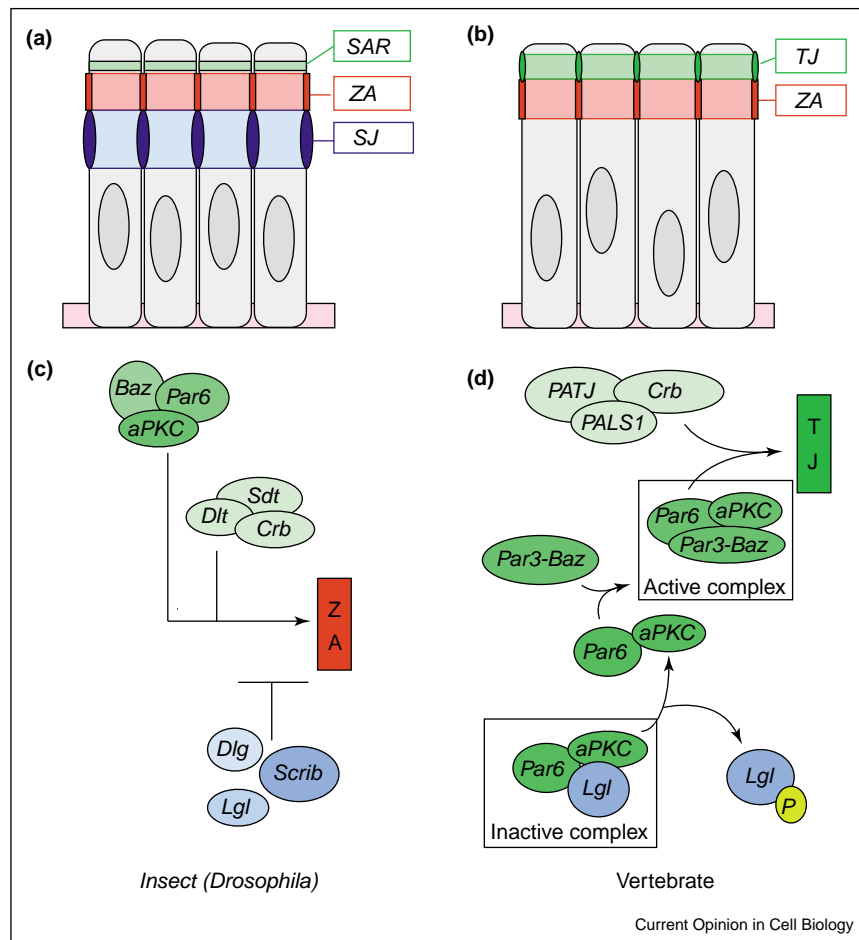 (a)
SAR
ZA
SJ
(b)
TJ
ZA
(c)
Baz
Par6
aPKC
Sdt
Dlt
Crb
Z
A
Dlg
Scrib
Lgl
Insect (Drosophila)
(d)
PATJ
Crb
PALS1
T
J
Par6
aPKC
Par3-Baz
Active complex
Par3-Baz
aPKC
Par6
aPKC
Par6
Lgl
Inactive complex
Lgl
P
Vertebrate
Current Opinion in Cell Biology